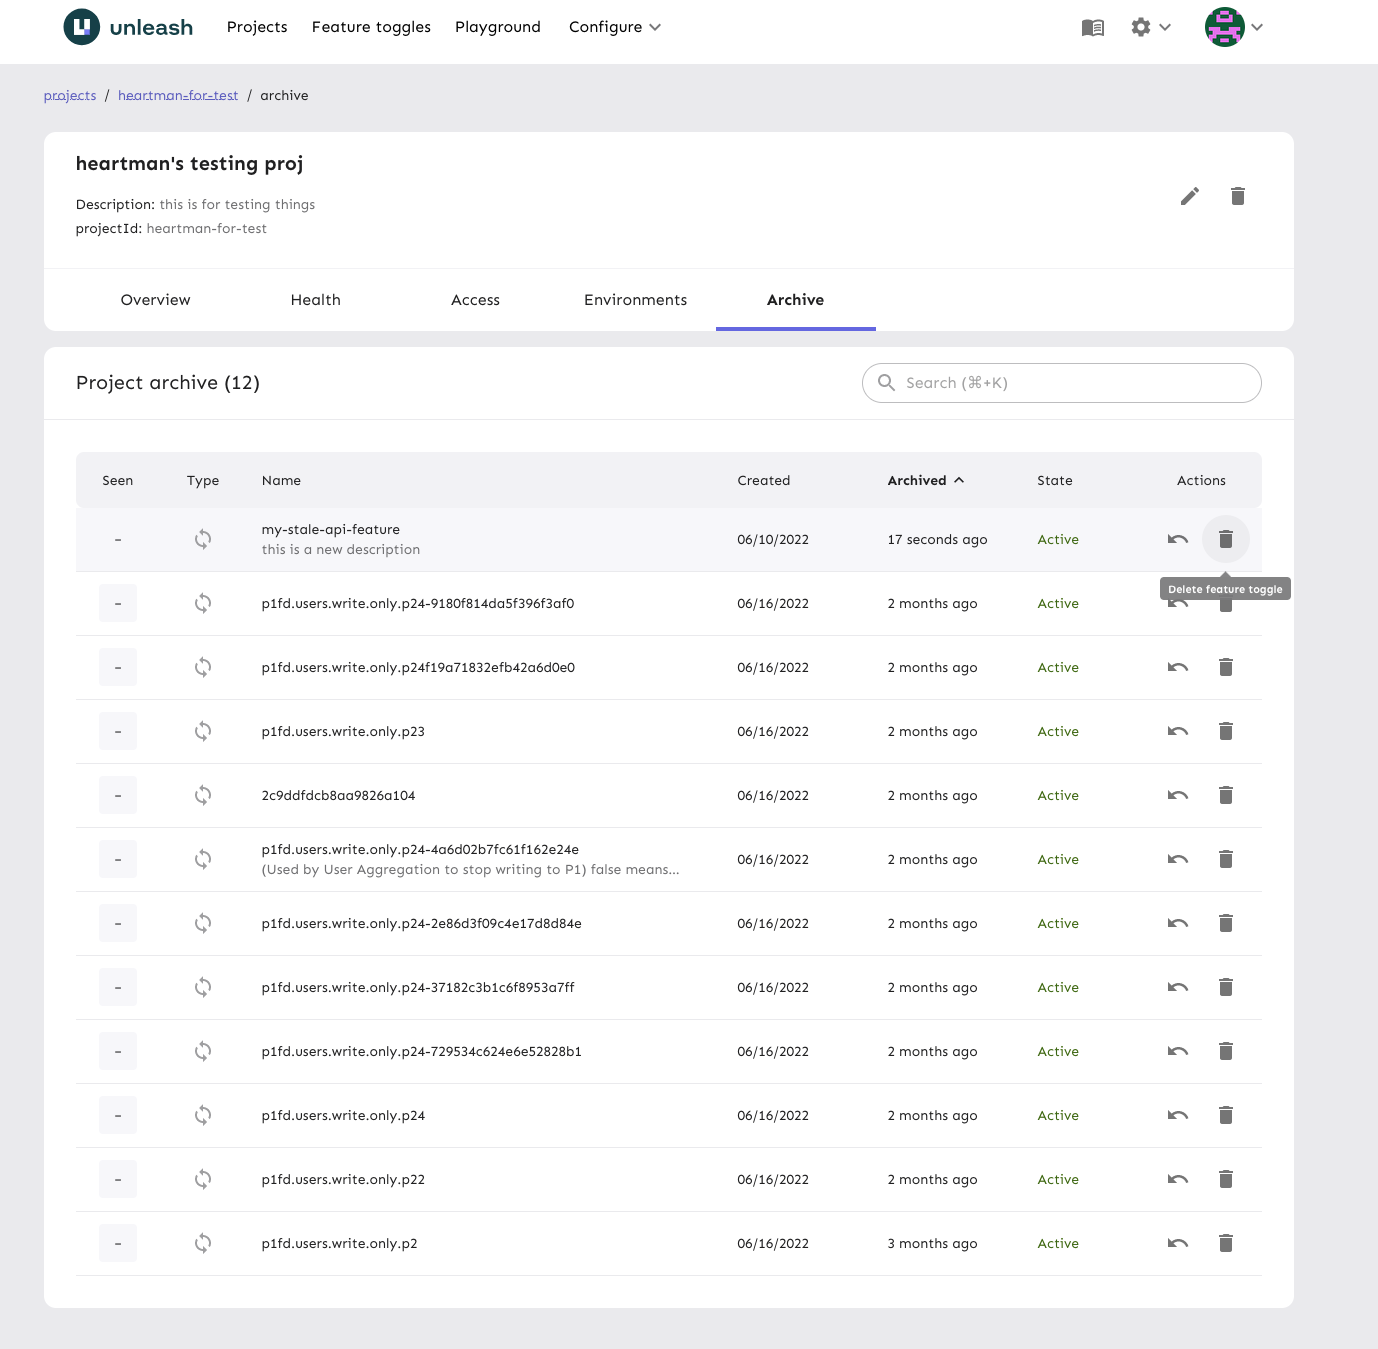 unleash Projects Feature toggles Playground Configure
projects / heartman-for-test / archive
heartman's testing proj
Description: this is for testing things
projectId: heartman-for-test
Overview Health Access Environments Archive
Project archive (12) Search (⌘+K)
Seen Type Name Created Archived State Actions
my-stale-api-feature
this is a new description
- 06/10/2022 17 seconds ago Active
Delete feature toggle
- p1fd.users.write.only.p24-9180f814da5f396f3af0 06/16/2022 2 months ago Active
- p1fd.users.write.only.p24f19a71832efb42a6d0e0 06/16/2022 2 months ago Active
- p1fd.users.write.only.p23 06/16/2022 2 months ago Active
- 2c9ddfdcb8aa9826a104 06/16/2022 2 months ago Active
p1fd.users.write.only.p24-4a6d02b7fc61f162e24e
(Used by User Aggregation to stop writing to P1) false means...
- 06/16/2022 2 months ago Active
- p1fd.users.write.only.p24-2e86d3f09c4e17d8d84e 06/16/2022 2 months ago Active
- p1fd.users.write.only.p24-37182c3b1c6f8953a7ff 06/16/2022 2 months ago Active
- p1fd.users.write.only.p24-729534c624e6e52828b1 06/16/2022 2 months ago Active
- p1fd.users.write.only.p24 06/16/2022 2 months ago Active
- p1fd.users.write.only.p22 06/16/2022 2 months ago Active
- p1fd.users.write.only.p2 06/16/2022 3 months ago Active